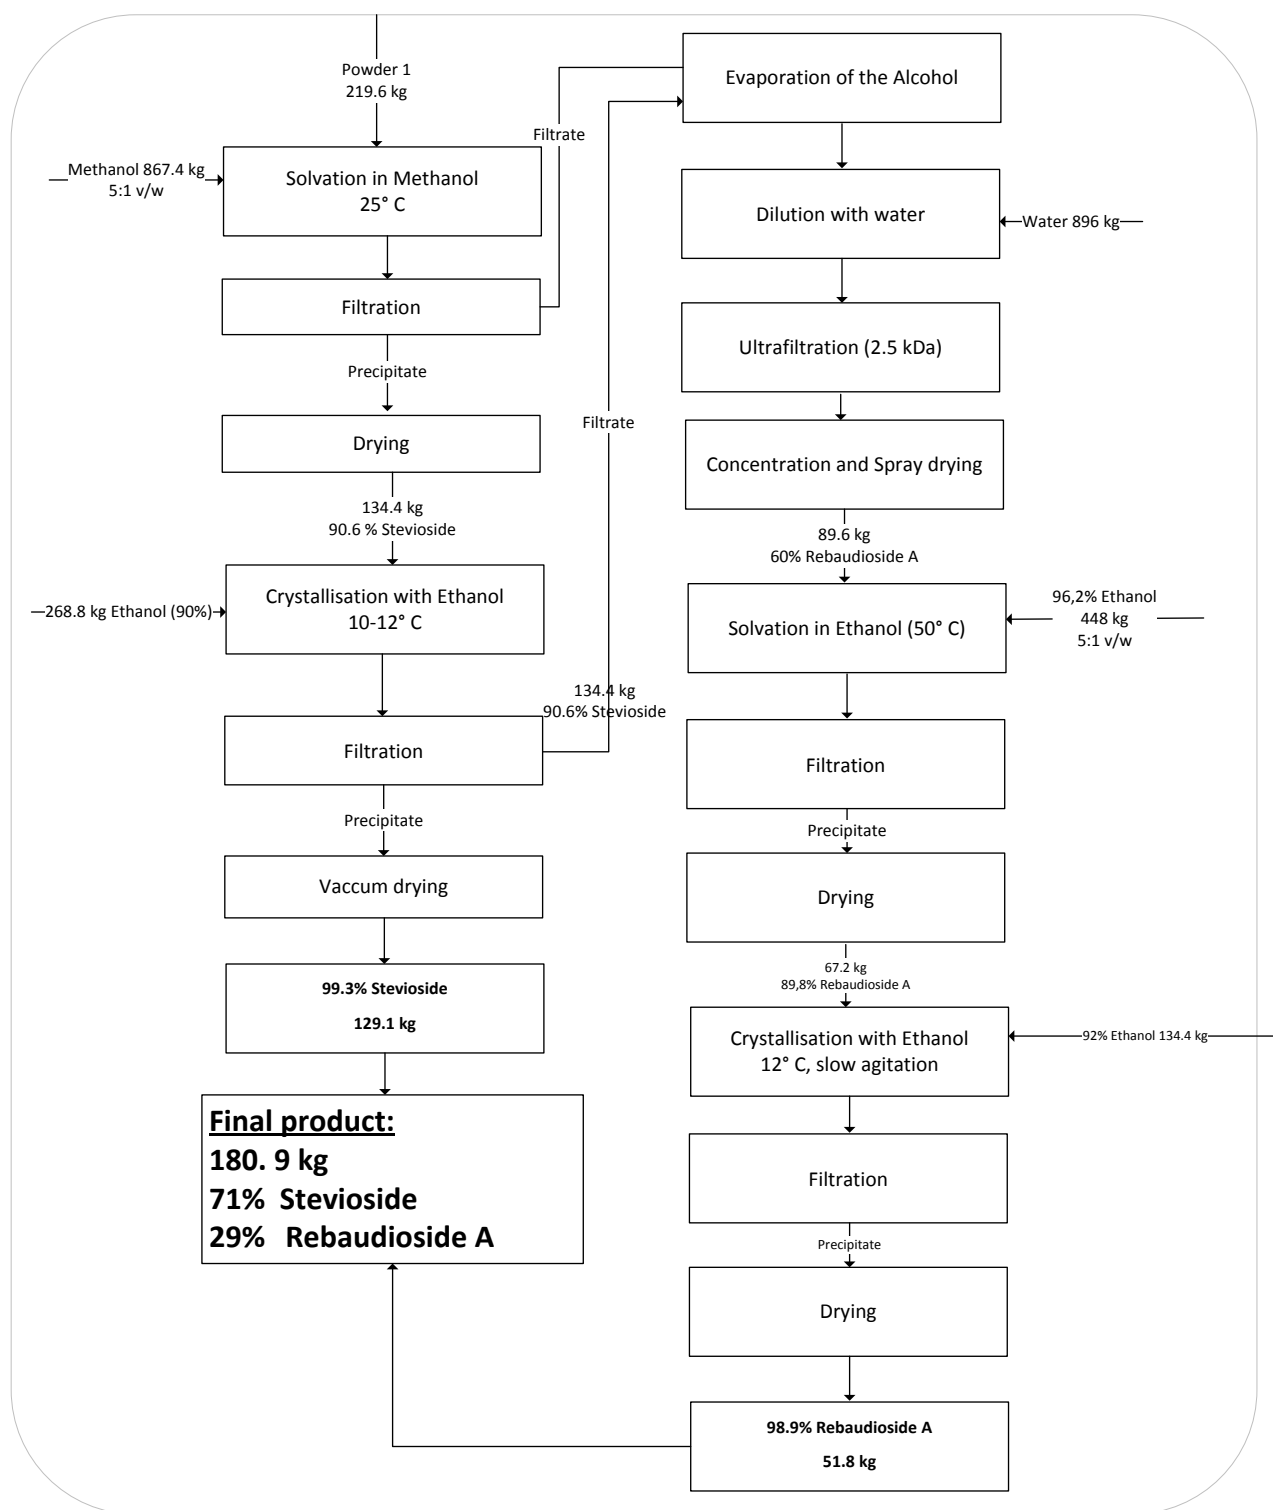 Powder 1
219.6 kg
Methanol 867.4 kg
5:1 v/w
Solvation in Methanol
25° C
Filtration
Filtrate
Precipitate
Drying
134.4 kg
90.6 % Stevioside
268.8 kg Ethanol (90%)
Crystallisation with Ethanol
10-12° C
Filtration
134.4 kg
90.6% Stevioside
Filtrate
Precipitate
Vaccum drying
99.3% Stevioside
129.1 kg
Final product:
180. 9 kg
71% Stevioside
29% Rebaudioside A
Evaporation of the Alcohol
Dilution with water
Water 896 kg
Ultrafiltration (2.5 kDa)
Concentration and Spray drying
89.6 kg
60% Rebaudioside A
Solvation in Ethanol (50° C)
96,2% Ethanol
448 kg
5:1 v/w
Filtration
Precipitate
Drying
67.2 kg
89,8% Rebaudioside A
Crystallisation with Ethanol
12° C, slow agitation
92% Ethanol 134.4 kg
Filtration
Precipitate
Drying
98.9% Rebaudioside A
51.8 kg